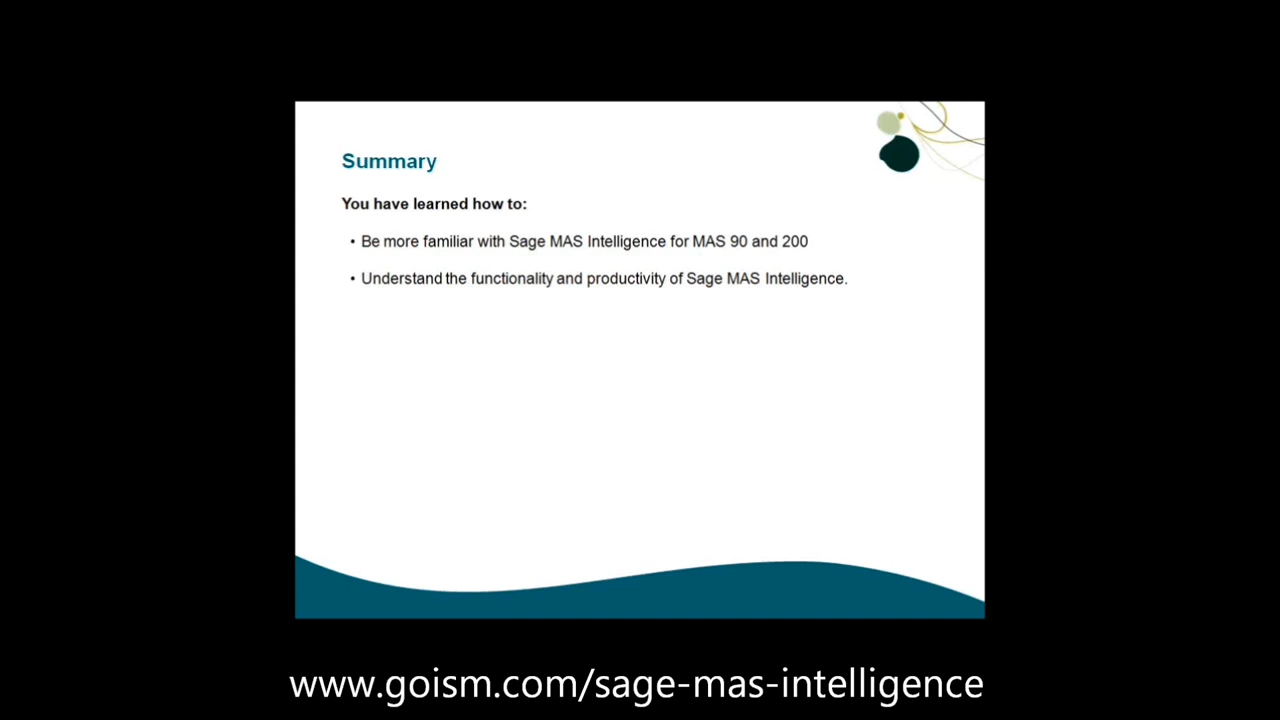 Summary
You have learned how to:
• Be more familiar with Sage MAS Intelligence for MAS 90 and 200
• Understand the functionality and productivity of Sage MAS Intelligence.
www.goism.com/sage-mas-intelligence